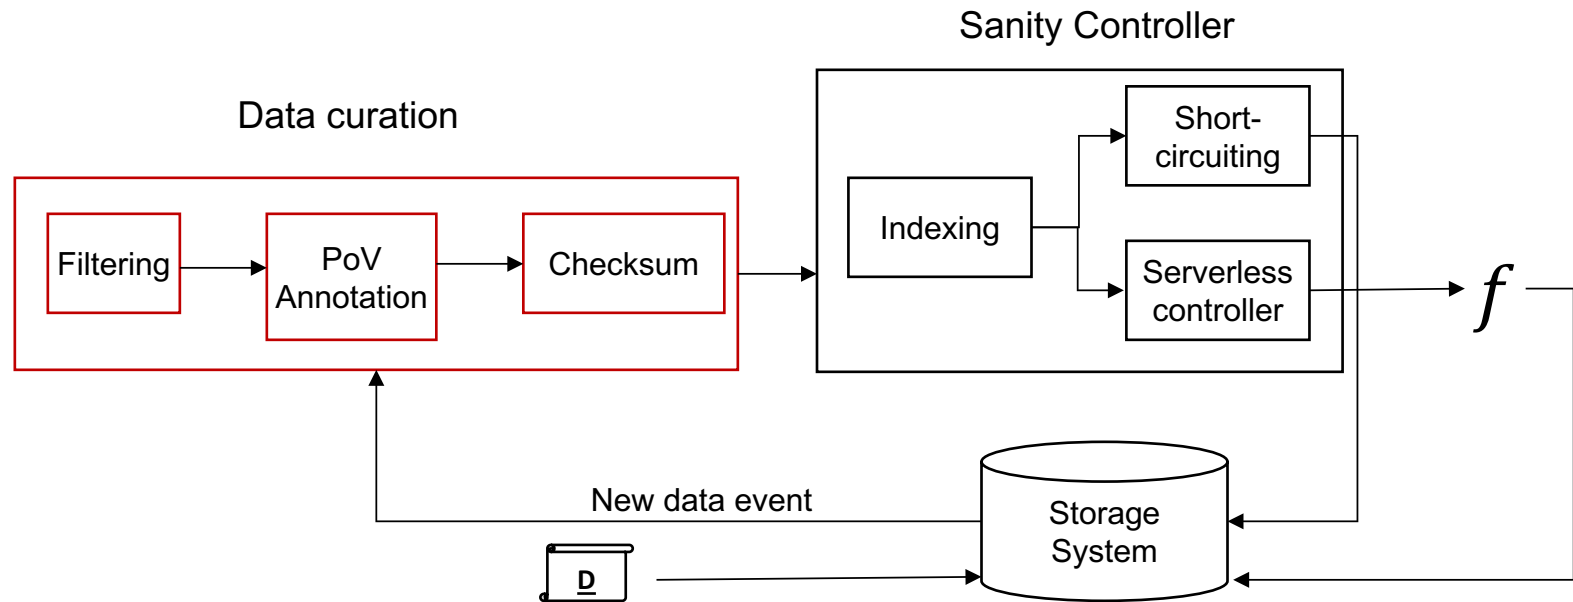 Sanity Controller
Data curation
Short-
circuiting
Indexing
Filtering
PoV
Annotation
Checksum
Serverless
controller
f
New data event
Storage
System
D